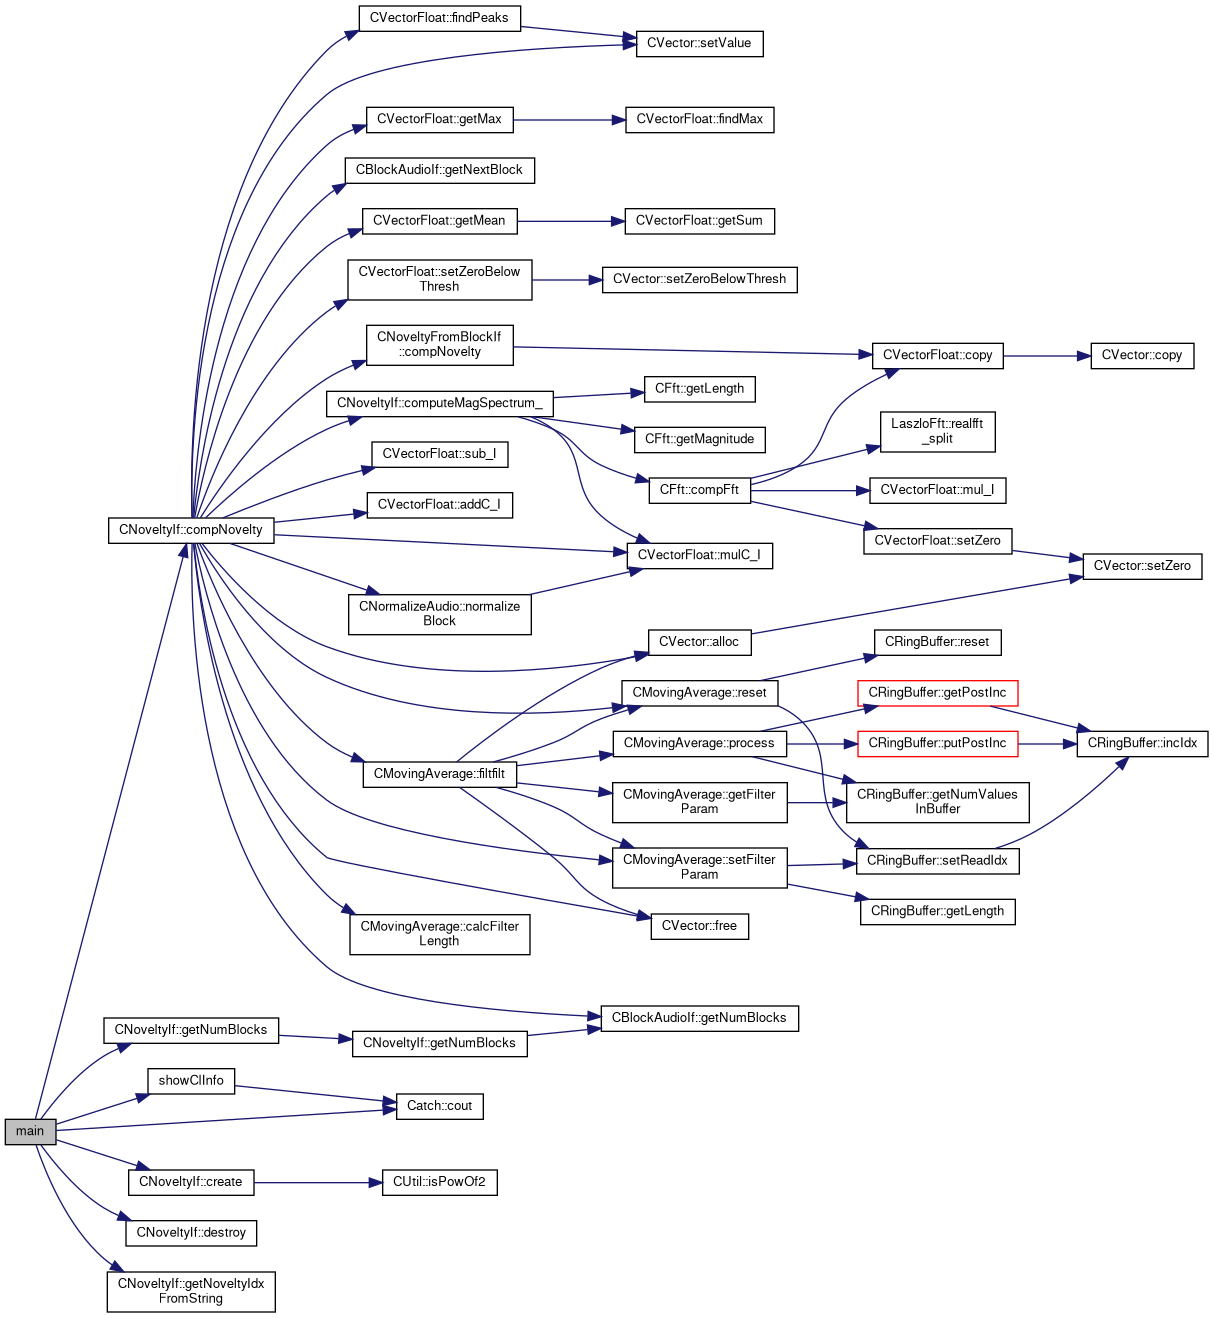 CVectorFloat::findPeaks
CVector::setValue
CVectorFloat::getMax
CVectorFloat::findMax
CBlockAudioIf::getNextBlock
CVectorFloat::getMean
CVectorFloat::getSum
CVectorFloat::setZeroBelow
Thresh
CVector::setZeroBelowThresh
CNoveltyFromBlockIf
::compNovelty
CVectorFloat::copy
CVector::copy
CNoveltyIf::computeMagSpectrum_
CFft::getLength
CFft::getMagnitude
LaszloFft::realfft
_split
CVectorFloat::sub_I
CFft::compFft
CVectorFloat::mul_I
CVectorFloat::addC_I
CNoveltyIf::compNovelty
CVectorFloat::setZero
CVectorFloat::mulC_I
CVector::setZero
CNormalizeAudio::normalize
Block
CVector::alloc
CRingBuffer::reset
CMovingAverage::reset
CRingBuffer::getPostInc
CMovingAverage::process
CRingBuffer::putPostInc
CRingBuffer::incIdx
CMovingAverage::filtfilt
CMovingAverage::getFilter
Param
CRingBuffer::getNumValues
InBuffer
CMovingAverage::setFilter
Param
CRingBuffer::setReadIdx
CRingBuffer::getLength
CMovingAverage::calcFilter
Length
CVector::free
CBlockAudioIf::getNumBlocks
CNoveltyIf::getNumBlocks
CNoveltyIf::getNumBlocks
showClInfo
Catch::cout
main
CNoveltyIf::create
CUtil::isPowOf2
CNoveltyIf::destroy
CNoveltyIf::getNoveltyIdx
FromString